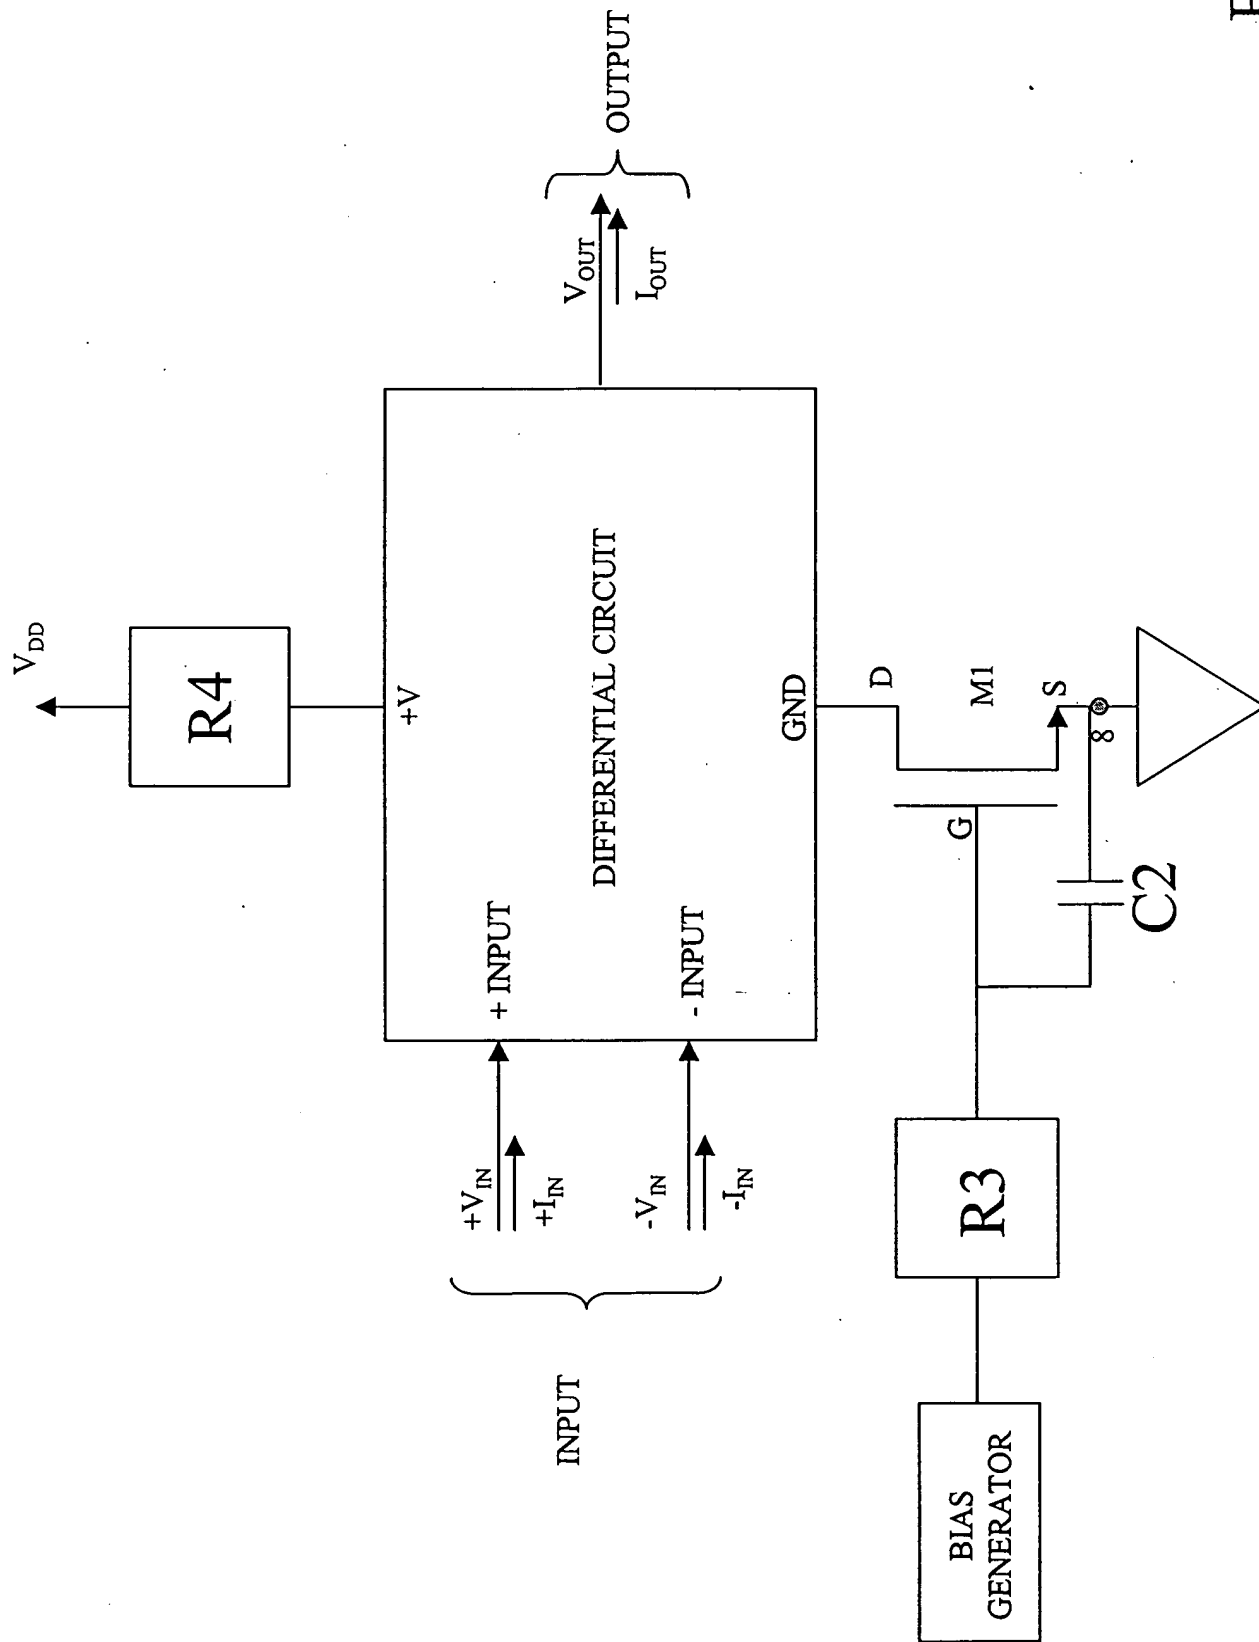 V_DD
R4
+V
+ INPUT
- INPUT
DIFFERENTIAL CIRCUIT
GND
+V_IN
+I_IN
-V_IN
-I_IN
INPUT
V_OUT
I_OUT
OUTPUT
D
M1
S
G
8
C2
R3
BIAS
GENERATOR